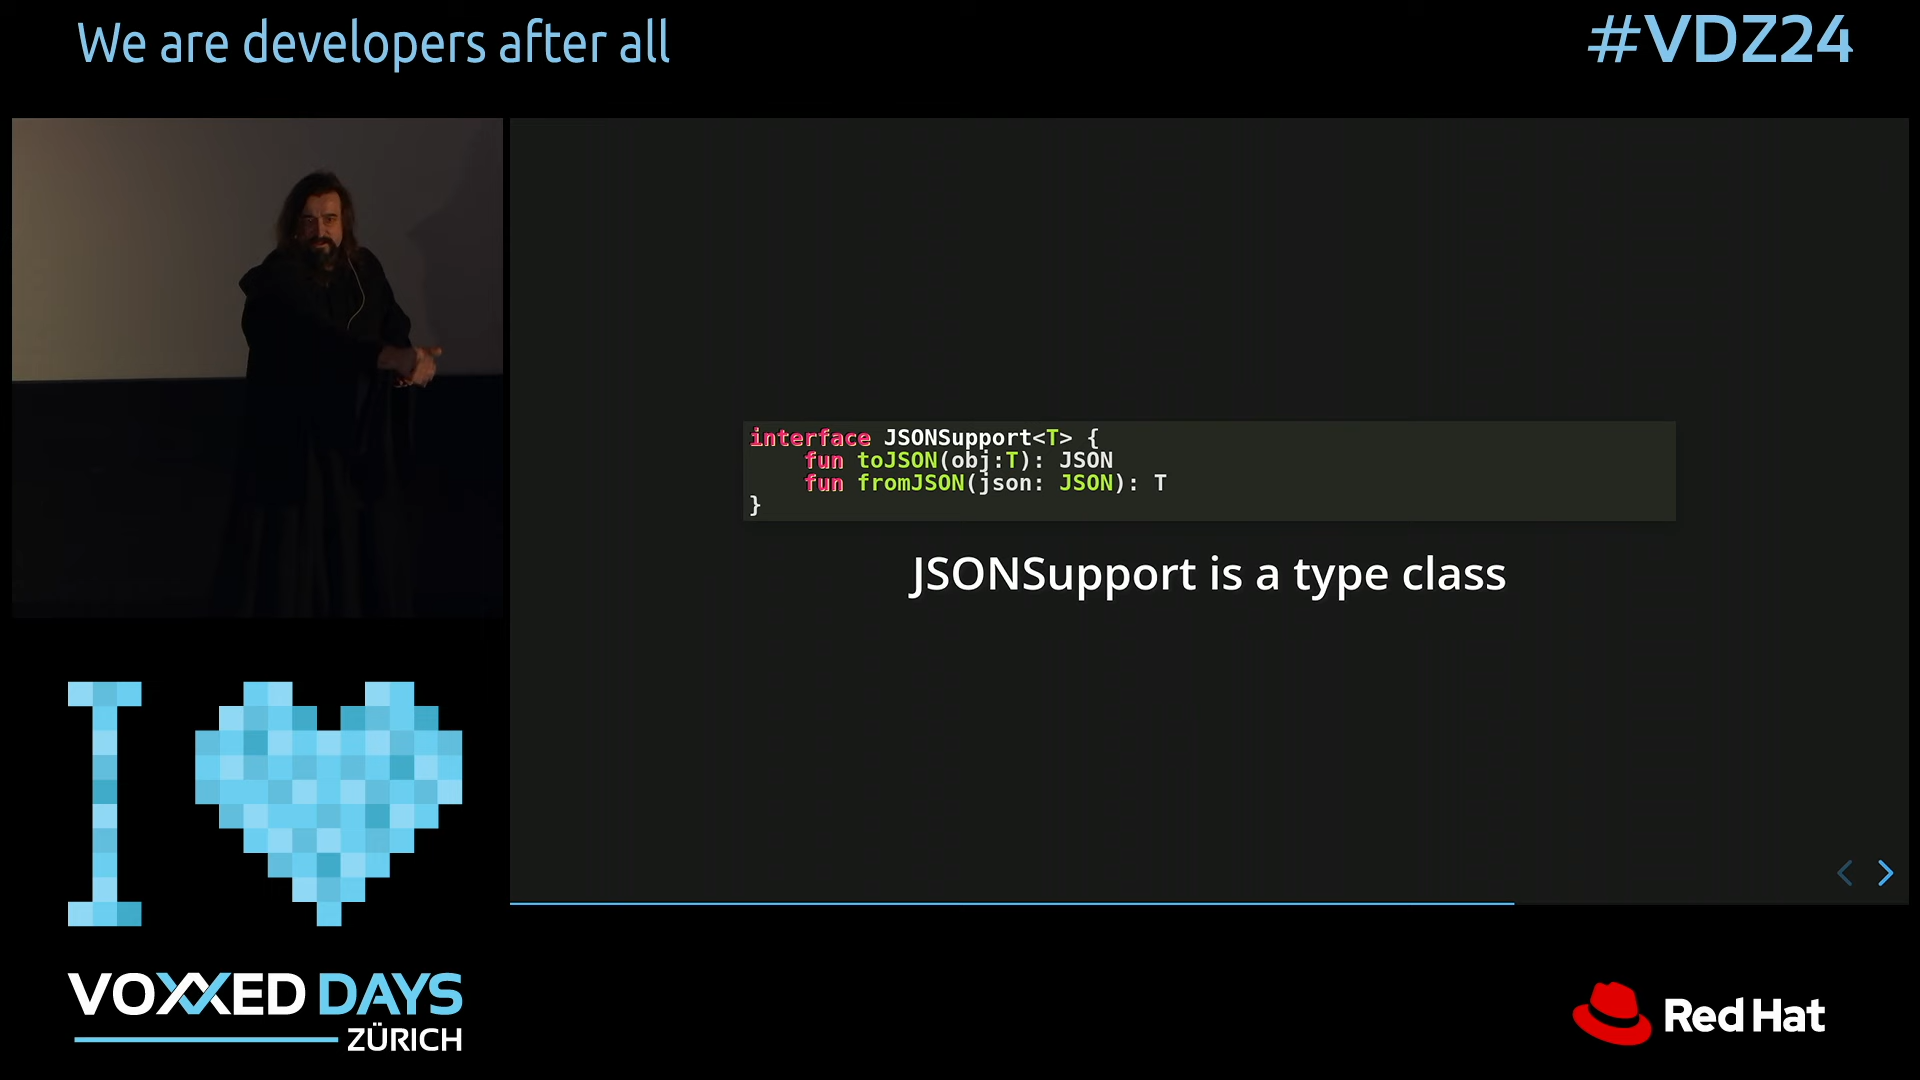 We are developers after all
#VDZ24
interface JSONSupport<T> {
    fun toJSON(obj:T): JSON
    fun fromJSON(json: JSON): T
}
JSONSupport is a type class
I
VOXXED DAYS
ZÜRICH
Red Hat